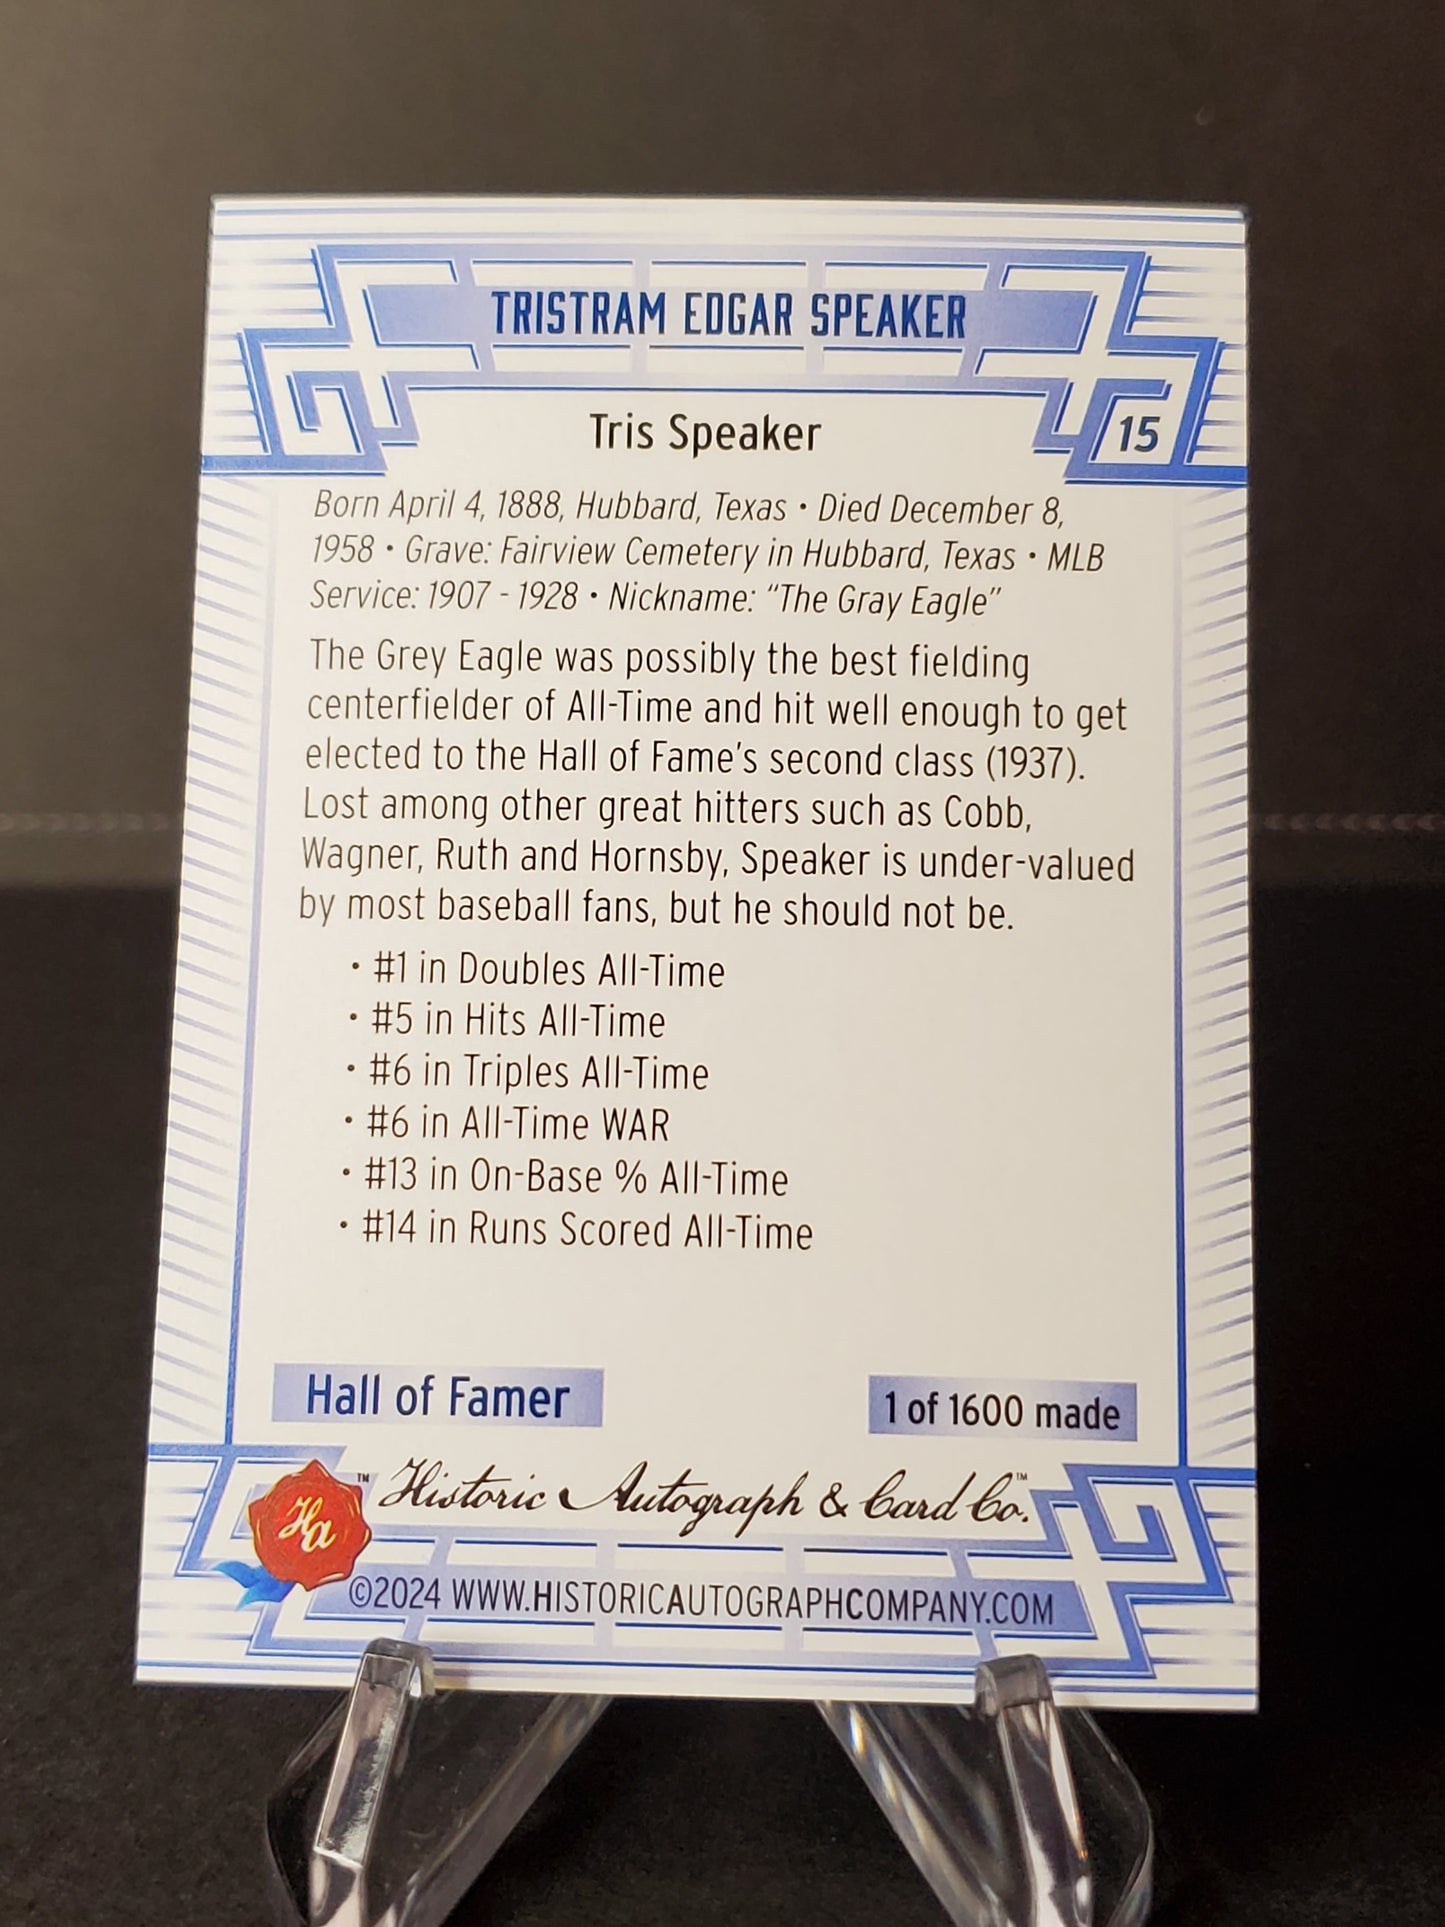 TRISTRAM EDGAR SPEAKER
Tris Speaker
15
Born April 4, 1888, Hubbard, Texas • Died December 8,
1958 • Grave: Fairview Cemetery in Hubbard, Texas • MLB
Service: 1907 - 1928 • Nickname: "The Gray Eagle"
The Grey Eagle was possibly the best fielding
centerfielder of All-Time and hit well enough to get
elected to the Hall of Fame's second class (1937).
Lost among other great hitters such as Cobb,
Wagner, Ruth and Hornsby, Speaker is under-valued
by most baseball fans, but he should not be.
• #1 in Doubles All-Time
• #5 in Hits All-Time
• #6 in Triples All-Time
• #6 in All-Time WAR
• #13 in On-Base % All-Time
• #14 in Runs Scored All-Time
Hall of Famer
1 of 1600 made
Ha ™ Historic Autograph & Card Co.™
©2024 WWW.HISTORICAUTOGRAPHCOMPANY.COM